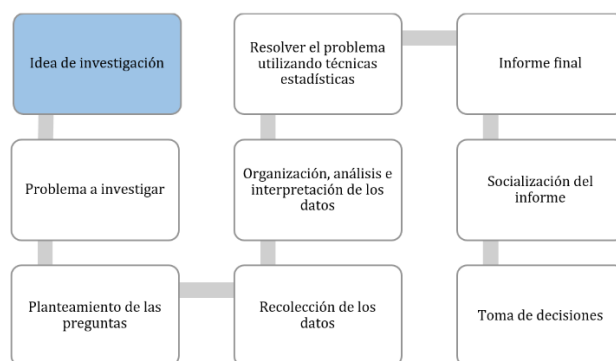 Idea de investigación
Problema a investigar
Planteamiento de las
preguntas
Recolección de los
datos
Organización, análisis e
interpretación de los
datos
Resolver el problema
utilizando técnicas
estadísticas
Informe final
Socialización del
informe
Toma de decisiones